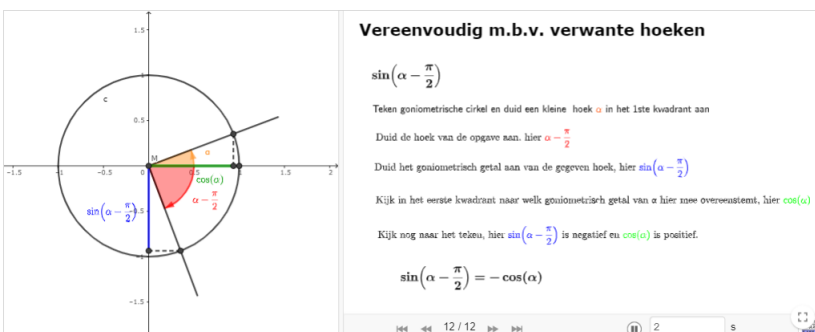 Vereenvoudig m.b.v. verwante hoeken
sin(α − π/2)
Teken goniometrische cirkel en duid een kleine hoek α in het 1ste kwadrant aan
Duid de hoek van de opgave aan. hier α − π/2
Duid het goniometrisch getal aan van de gegeven hoek, hier sin(α − π/2)
Kijk in het eerste kwadrant naar welk goniometrisch getal van α hier mee overeenstemt, hier cos(α)
Kijk nog naar het teken, hier sin(α − π/2) is negatief en cos(α) is positief.
sin(α − π/2) = − cos(α)
12 / 12
2 s
1.5
1
0.5
c
M
α
−1.5 −1 −0.5 0 0.5 1 1.5 2
cos(α)
α − π/2
sin(α − π/2)
−0.5
−1
−1.5